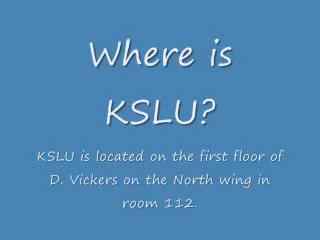 Where is
KSLU?
KSLU is located on the first floor of
D. Vickers on the North wing in
room 112.